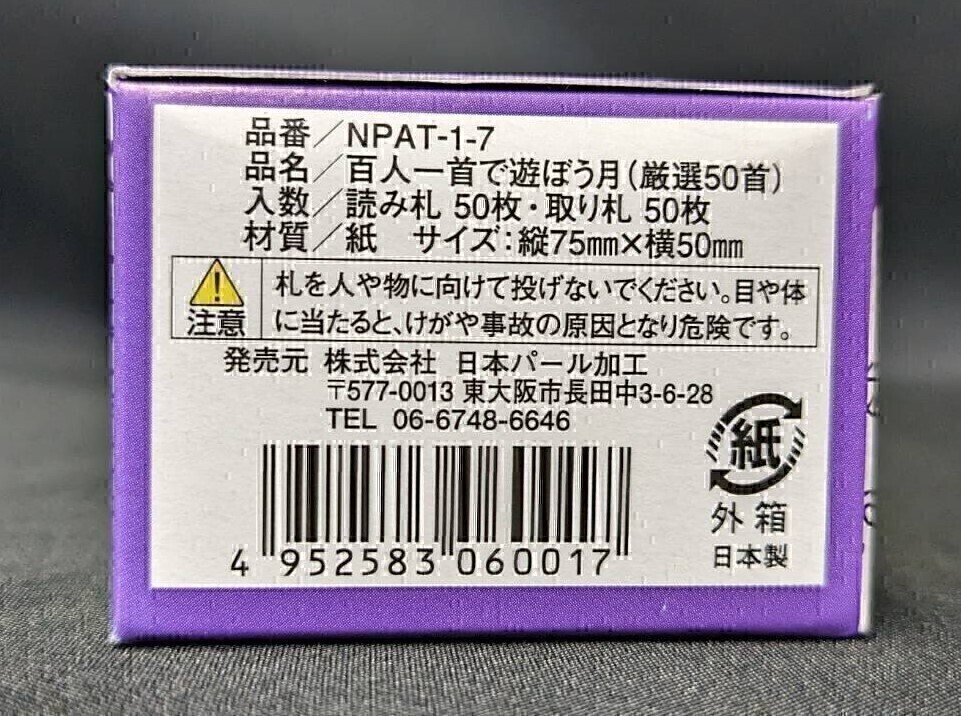 品番／NPAT-1-7
品名／百人一首で遊ぼう月(厳選50首)
入数／読み札 50枚・取り札 50枚
材質／紙　サイズ：縦75mm×横50mm
注意
札を人や物に向けて投げないでください。目や体
に当たると、けがや事故の原因となり危険です。
発売元 株式会社 日本パール加工
〒577-0013 東大阪市長田中3-6-28
TEL 06-6748-6646
紙
外箱
日本製
4 952583 060017